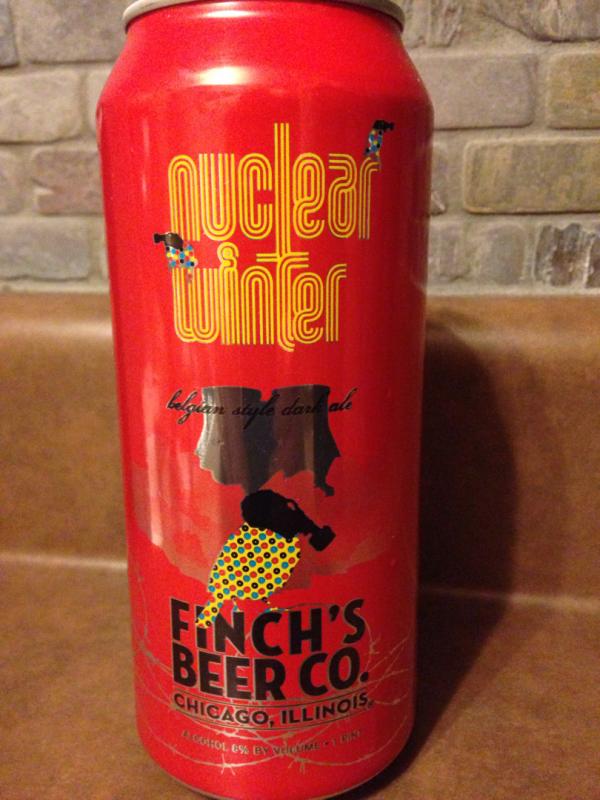 nuclear
winter
belgian style dark ale
FINCH'S
BEER CO.
CHICAGO, ILLINOIS
ALCOHOL 8% BY VOLUME • 1 PINT